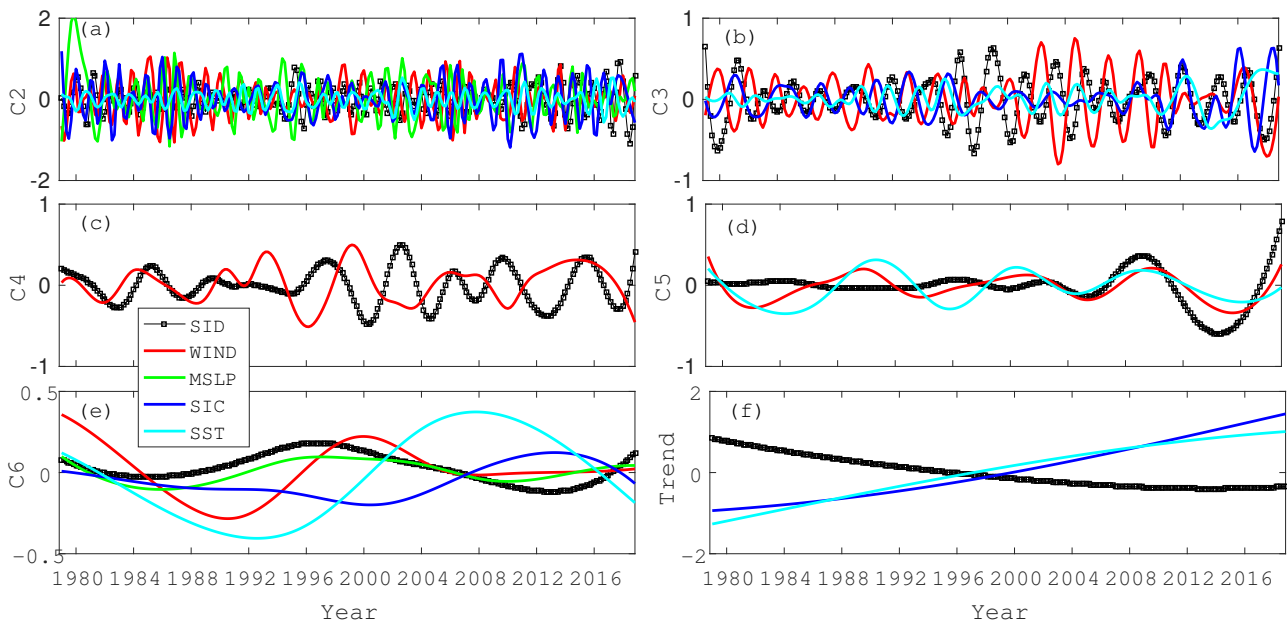 (a)
C2
2
0
-2
(b)
C3
1
0
-1
(c)
C4
1
0
-1
(d)
C5
1
0
-1
SID
WIND
MSLP
SIC
SST
(e)
C6
0.5
0
-0.5
1980 1984 1988 1992 1996 2000 2004 2008 2012 2016
Year
(f)
Trend
2
0
-2
1980 1984 1988 1992 1996 2000 2004 2008 2012 2016
Year